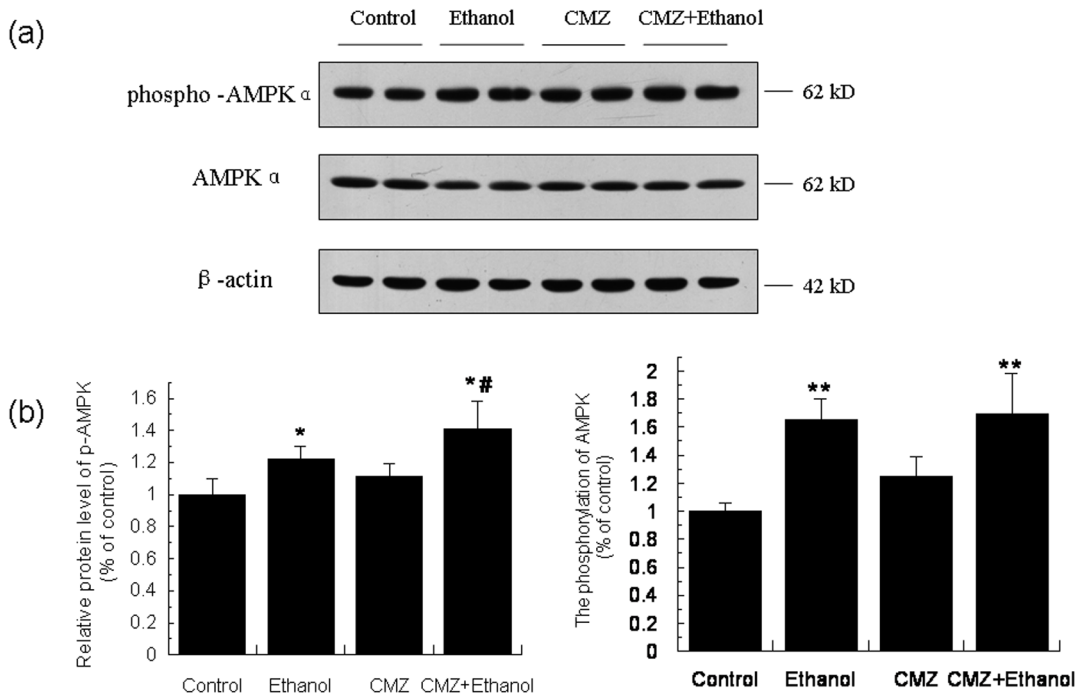 (a)
Control Ethanol CMZ CMZ+Ethanol
phospho -AMPK α 62 kD
AMPK α 62 kD
β -actin 42 kD
(b)
Relative protein level of p-AMPK
(% of control)
1.6
1.4
1.2
1
0.8
0.6
0.4
0.2
0
*
*#
Control Ethanol CMZ CMZ+Ethanol
The phosphorylation of AMPK
(% of control)
2
1.8
1.6
1.4
1.2
1
0.8
0.6
0.4
0.2
0
**
**
Control Ethanol CMZ CMZ+Ethanol